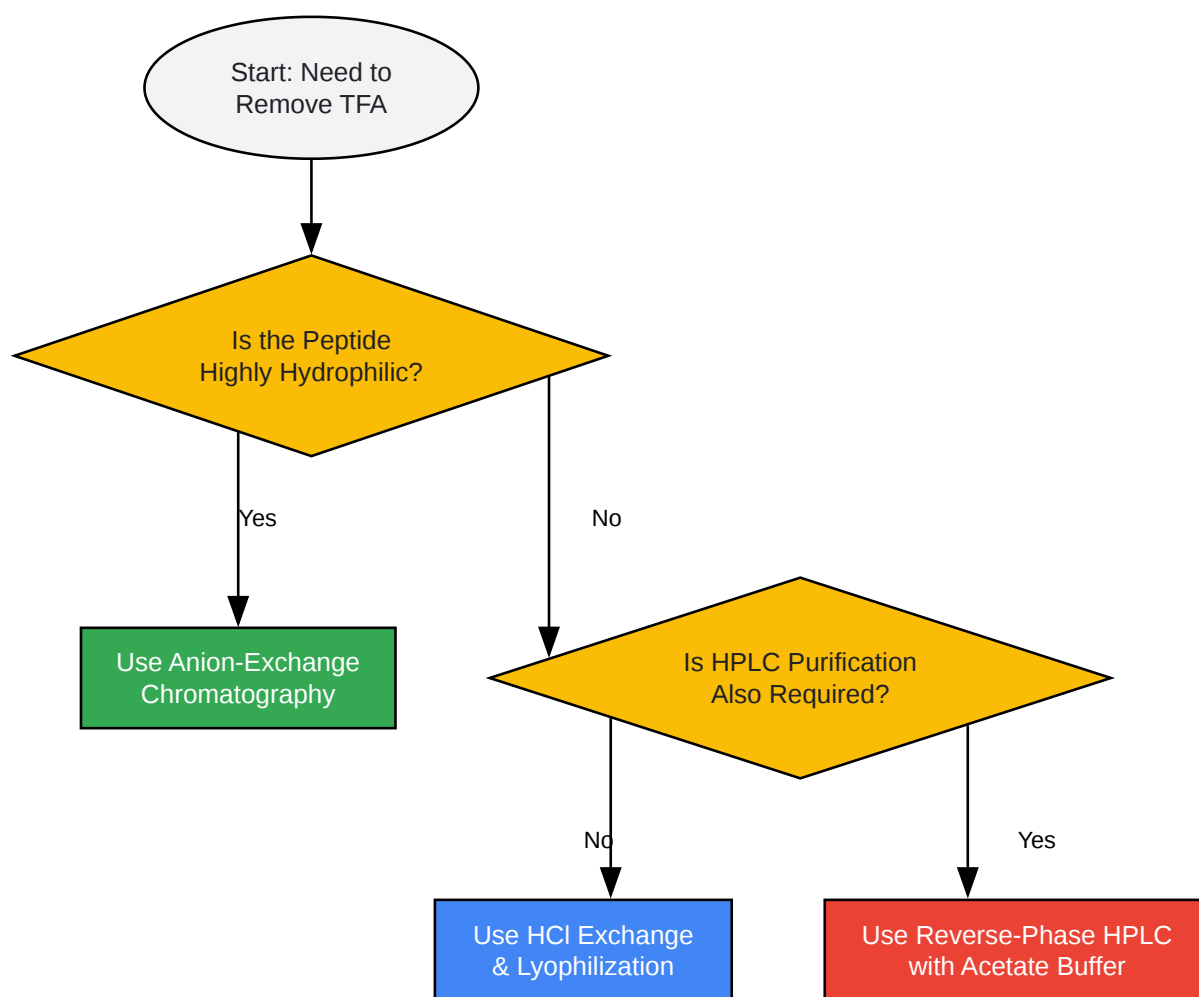 Start: Need to
Remove TFA
Is the Peptide
Highly Hydrophilic?
Yes
No
Use Anion-Exchange
Chromatography
Is HPLC Purification
Also Required?
No
Yes
Use HCl Exchange
& Lyophilization
Use Reverse-Phase HPLC
with Acetate Buffer